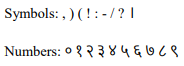 Symbols: , ) ( ! : - / ? ।
Numbers: ० १ २ ३ ४ ५ ६ ७ ८ ९